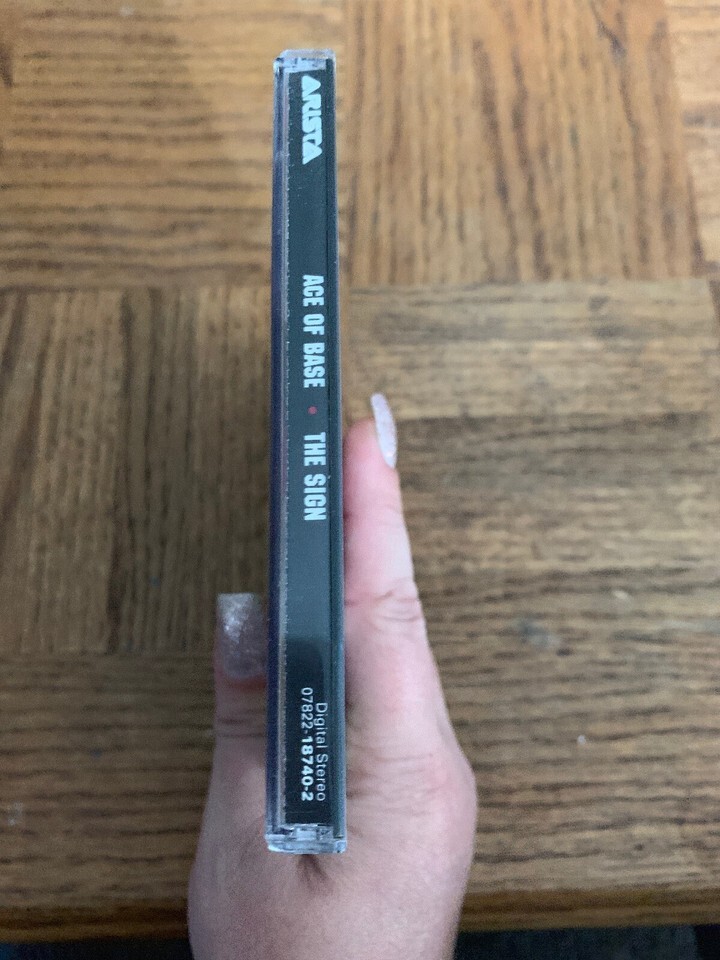 ARISTA
ACE OF BASE • THE SIGN
Digital Stereo
07822-18740-2